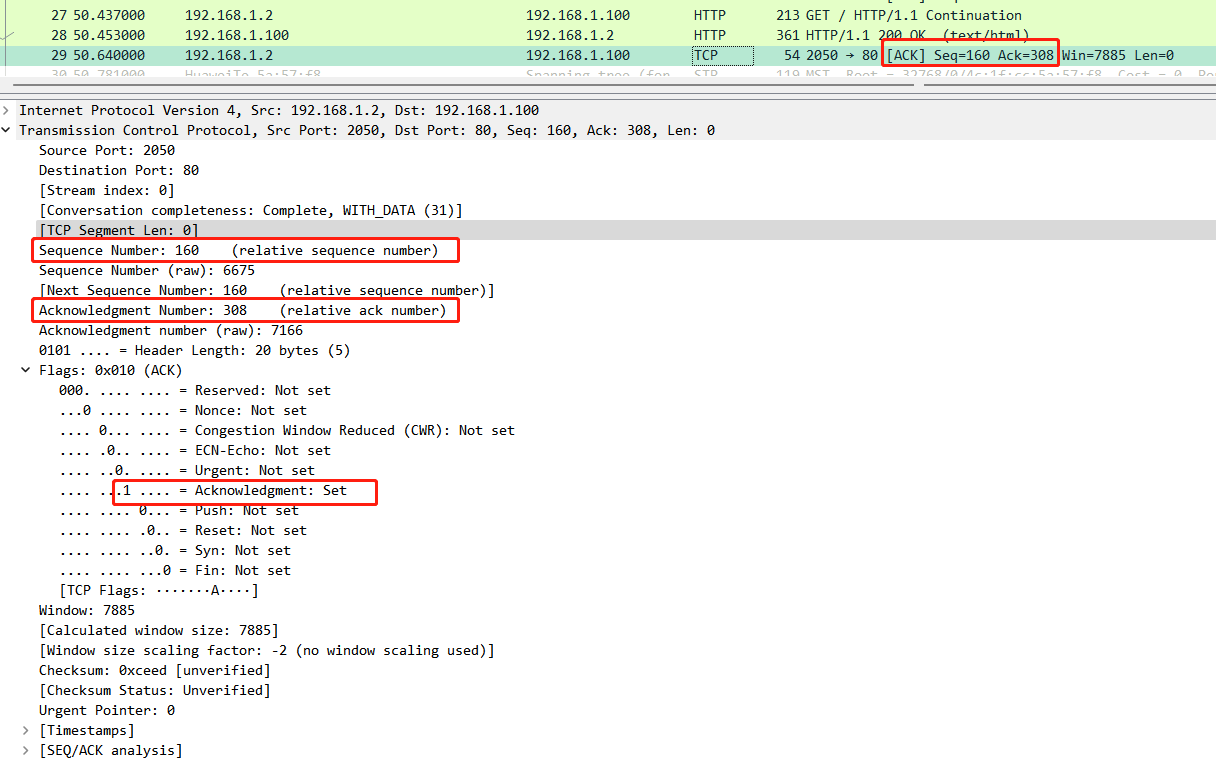 27 50.437000 192.168.1.2 192.168.1.100 HTTP 213 GET / HTTP/1.1 Continuation
28 50.453000 192.168.1.100 192.168.1.2 HTTP 361 HTTP/1.1 200 OK (text/html)
29 50.640000 192.168.1.2 192.168.1.100 TCP 54 2050 → 80 [ACK] Seq=160 Ack=308 Win=7885 Len=0
30 50.781000 HuaweiTe_5a:57:f8 Spanning-tree-(for STP 119 MST. Root = 32768/0/4c:1f:cc:5a:57:f8 Cost = 0
Internet Protocol Version 4, Src: 192.168.1.2, Dst: 192.168.1.100
Transmission Control Protocol, Src Port: 2050, Dst Port: 80, Seq: 160, Ack: 308, Len: 0
Source Port: 2050
Destination Port: 80
[Stream index: 0]
[Conversation completeness: Complete, WITH_DATA (31)]
[TCP Segment Len: 0]
Sequence Number: 160 (relative sequence number)
Sequence Number (raw): 6675
[Next Sequence Number: 160 (relative sequence number)]
Acknowledgment Number: 308 (relative ack number)
Acknowledgment number (raw): 7166
0101 .... = Header Length: 20 bytes (5)
Flags: 0x010 (ACK)
000. .... .... = Reserved: Not set
...0 .... .... = Nonce: Not set
.... 0... .... = Congestion Window Reduced (CWR): Not set
.... .0.. .... = ECN-Echo: Not set
.... ..0. .... = Urgent: Not set
.... ...1 .... = Acknowledgment: Set
.... .... 0... = Push: Not set
.... .... .0.. = Reset: Not set
.... .... ..0. = Syn: Not set
.... .... ...0 = Fin: Not set
[TCP Flags: ·······A····]
Window: 7885
[Calculated window size: 7885]
[Window size scaling factor: -2 (no window scaling used)]
Checksum: 0xceed [unverified]
[Checksum Status: Unverified]
Urgent Pointer: 0
[Timestamps]
[SEQ/ACK analysis]